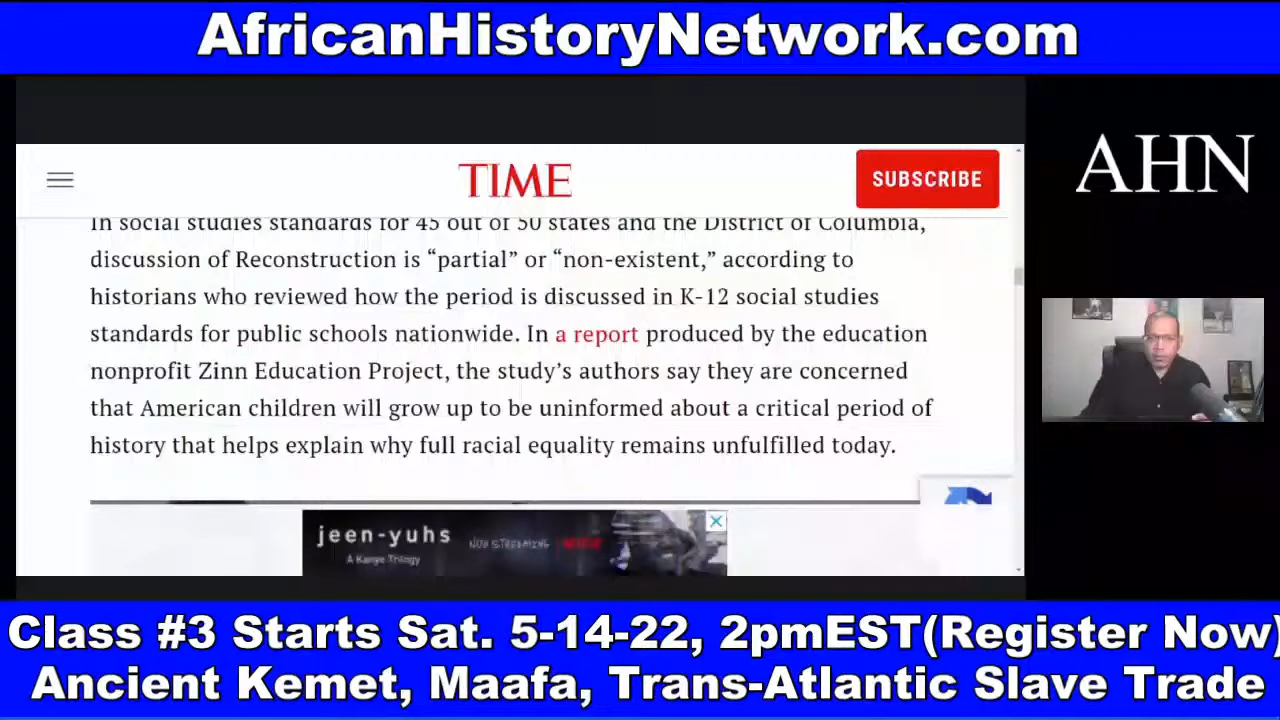 AfricanHistoryNetwork.com
AHN
TIME
SUBSCRIBE
In social studies standards for 45 out of 50 states and the District of Columbia,
discussion of Reconstruction is “partial” or “non-existent,” according to
historians who reviewed how the period is discussed in K-12 social studies
standards for public schools nationwide. In a report produced by the education
nonprofit Zinn Education Project, the study’s authors say they are concerned
that American children will grow up to be uninformed about a critical period of
history that helps explain why full racial equality remains unfulfilled today.
jeen-yuhs
A Kanye Trilogy
NOW STREAMING NETFLIX
Class #3 Starts Sat. 5-14-22, 2pmEST(Register Now)
Ancient Kemet, Maafa, Trans-Atlantic Slave Trade